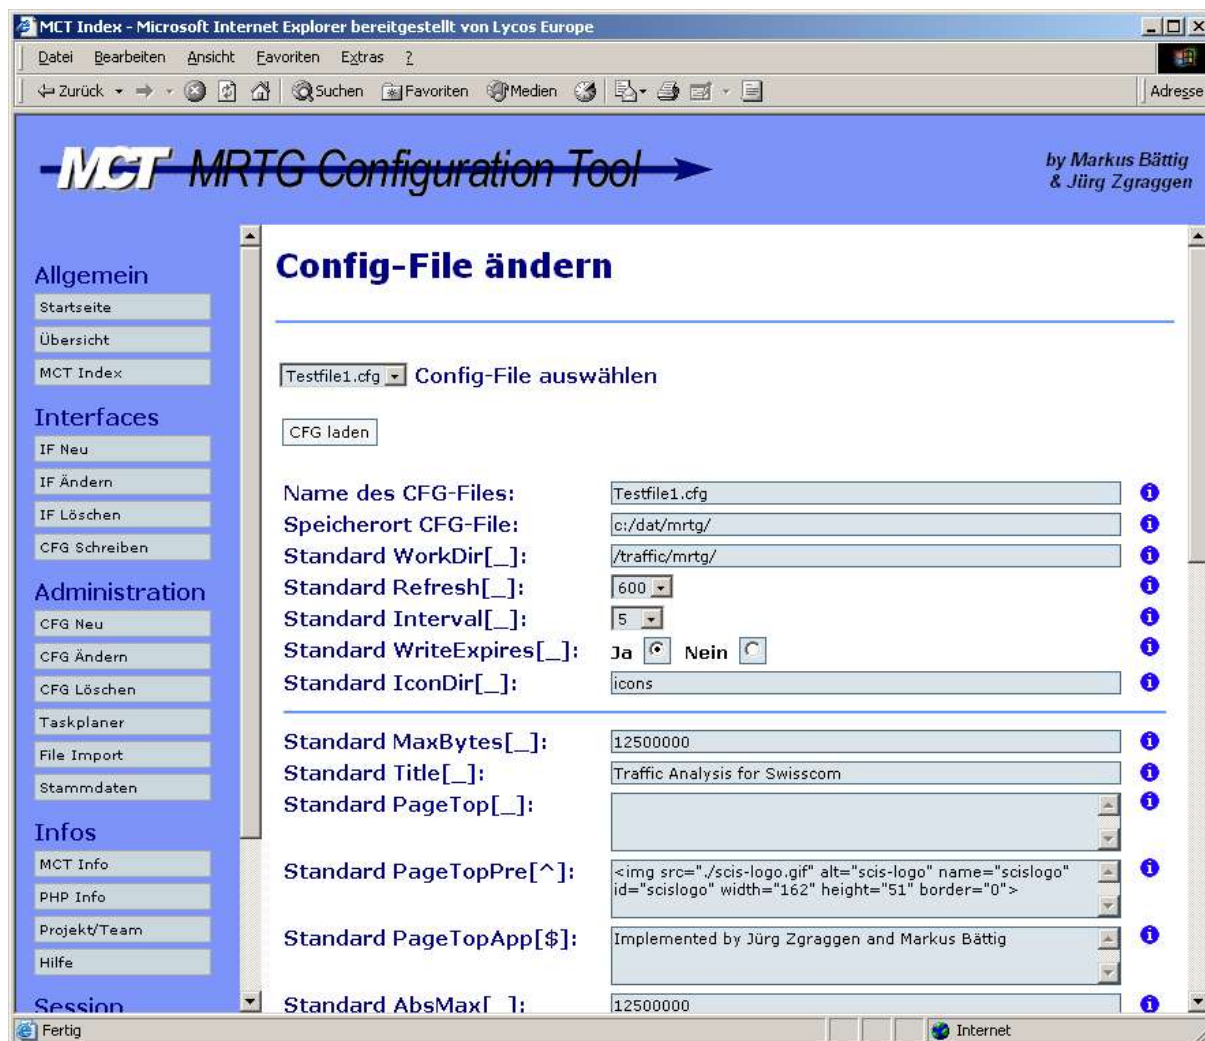 MCT Index - Microsoft Internet Explorer bereitgestellt von Lycos Europe
Datei Bearbeiten Ansicht Favoriten Extras ?
Zurück Suchen Favoriten Medien Adresse
MCT MRTG Configuration Tool
by Markus Bättig
& Jürg Zgraggen
Allgemein
Startseite
Übersicht
MCT Index
Interfaces
IF Neu
IF Ändern
IF Löschen
CFG Schreiben
Administration
CFG Neu
CFG Ändern
CFG Löschen
Taskplaner
File Import
Stammdaten
Infos
MCT Info
PHP Info
Projekt/Team
Hilfe
Session
Config-File ändern
Testfile1.cfg Config-File auswählen
CFG laden
Name des CFG-Files: Testfile1.cfg
Speicherort CFG-File: c:/dat/mrtg/
Standard WorkDir[_]: /traffic/mrtg/
Standard Refresh[_]: 600
Standard Interval[_]: 5
Standard WriteExpires[_]: Ja Nein
Standard IconDir[_]: icons
Standard MaxBytes[_]: 12500000
Standard Title[_]: Traffic Analysis for Swisscom
Standard PageTop[_]:
Standard PageTopPre[^]: <img src="./scis-logo.gif" alt="scis-logo" name="scislogo"
id="scislogo" width="162" height="51" border="0">
Standard PageTopApp[$]: Implemented by Jürg Zgraggen and Markus Bättig
Standard AbsMax[_]: 12500000
Fertig Internet